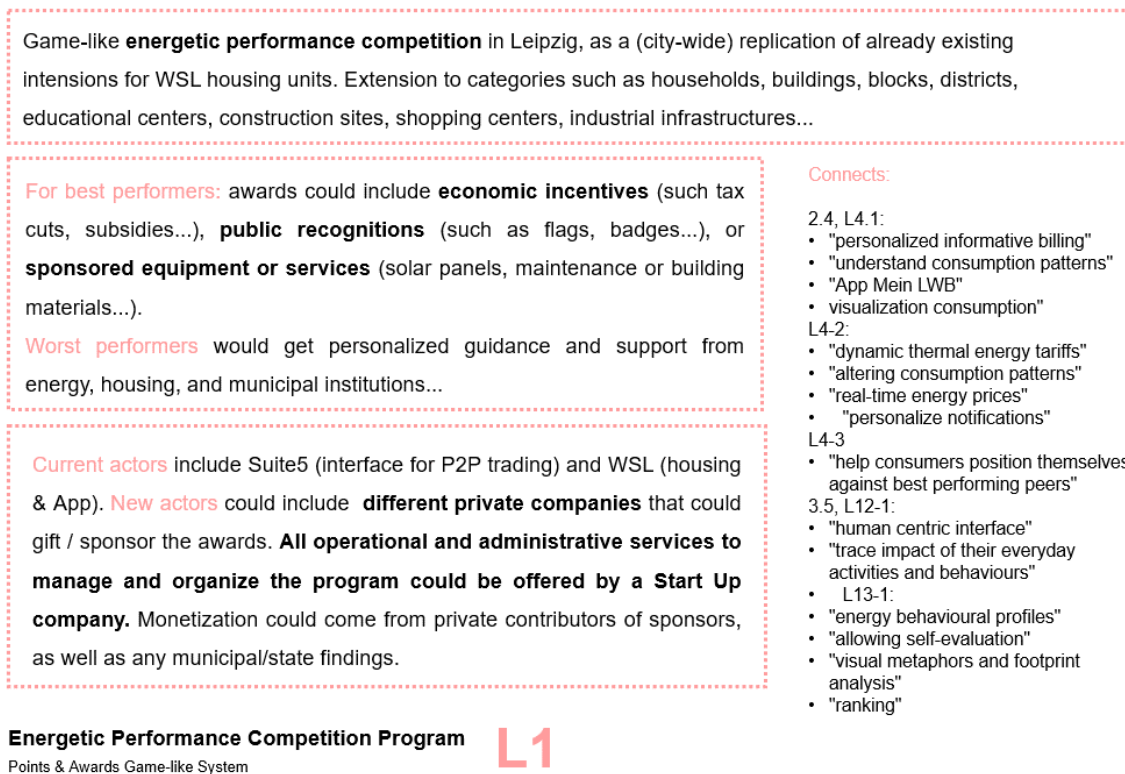 Game-like energetic performance competition in Leipzig, as a (city-wide) replication of already existing
intensions for WSL housing units. Extension to categories such as households, buildings, blocks, districts,
educational centers, construction sites, shopping centers, industrial infrastructures...
For best performers: awards could include economic incentives (such tax
cuts, subsidies...), public recognitions (such as flags, badges...), or
sponsored equipment or services (solar panels, maintenance or building
materials...).
Worst performers would get personalized guidance and support from
energy, housing, and municipal institutions...
Current actors include Suite5 (interface for P2P trading) and WSL (housing
& App). New actors could include different private companies that could
gift / sponsor the awards. All operational and administrative services to
manage and organize the program could be offered by a Start Up
company. Monetization could come from private contributors of sponsors,
as well as any municipal/state findings.
Connects:
2.4, L4.1:
• "personalized informative billing"
• "understand consumption patterns"
• "App Mein LWB"
• visualization consumption"
L4-2:
• "dynamic thermal energy tariffs"
• "altering consumption patterns"
• "real-time energy prices"
• "personalize notifications"
L4-3
• "help consumers position themselves
against best performing peers"
3.5, L12-1:
• "human centric interface"
• "trace impact of their everyday
activities and behaviours"
• L13-1:
• "energy behavioural profiles"
• "allowing self-evaluation"
• "visual metaphors and footprint
analysis"
• "ranking"
Energetic Performance Competition Program
Points & Awards Game-like System
L1